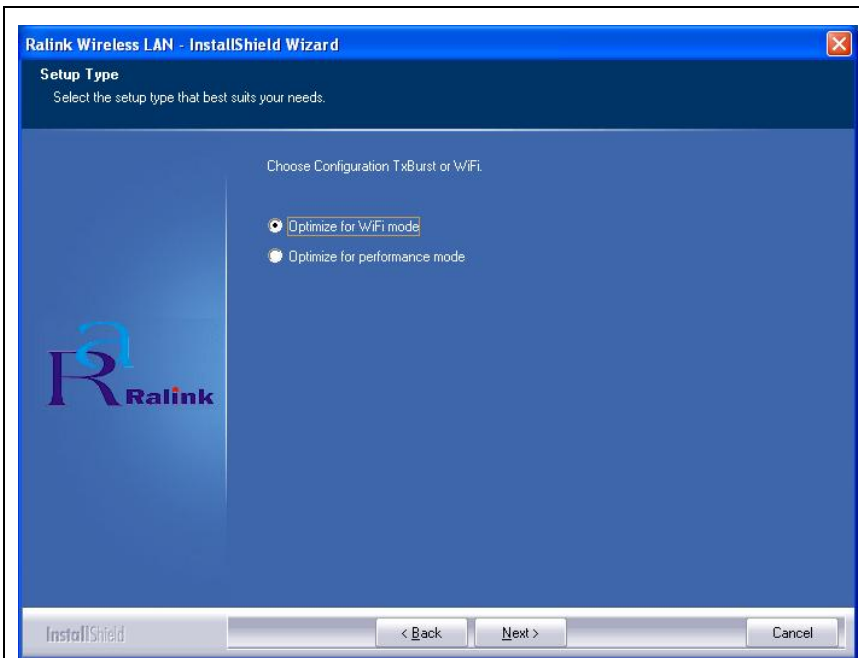 Ralink Wireless LAN - InstallShield Wizard
Setup Type
Select the setup type that best suits your needs.
Choose Configuration TxBurst or WiFi.
Optimize for WiFi mode
Optimize for performance mode
Ra
Ralink
InstallShield
< Back
Next >
Cancel